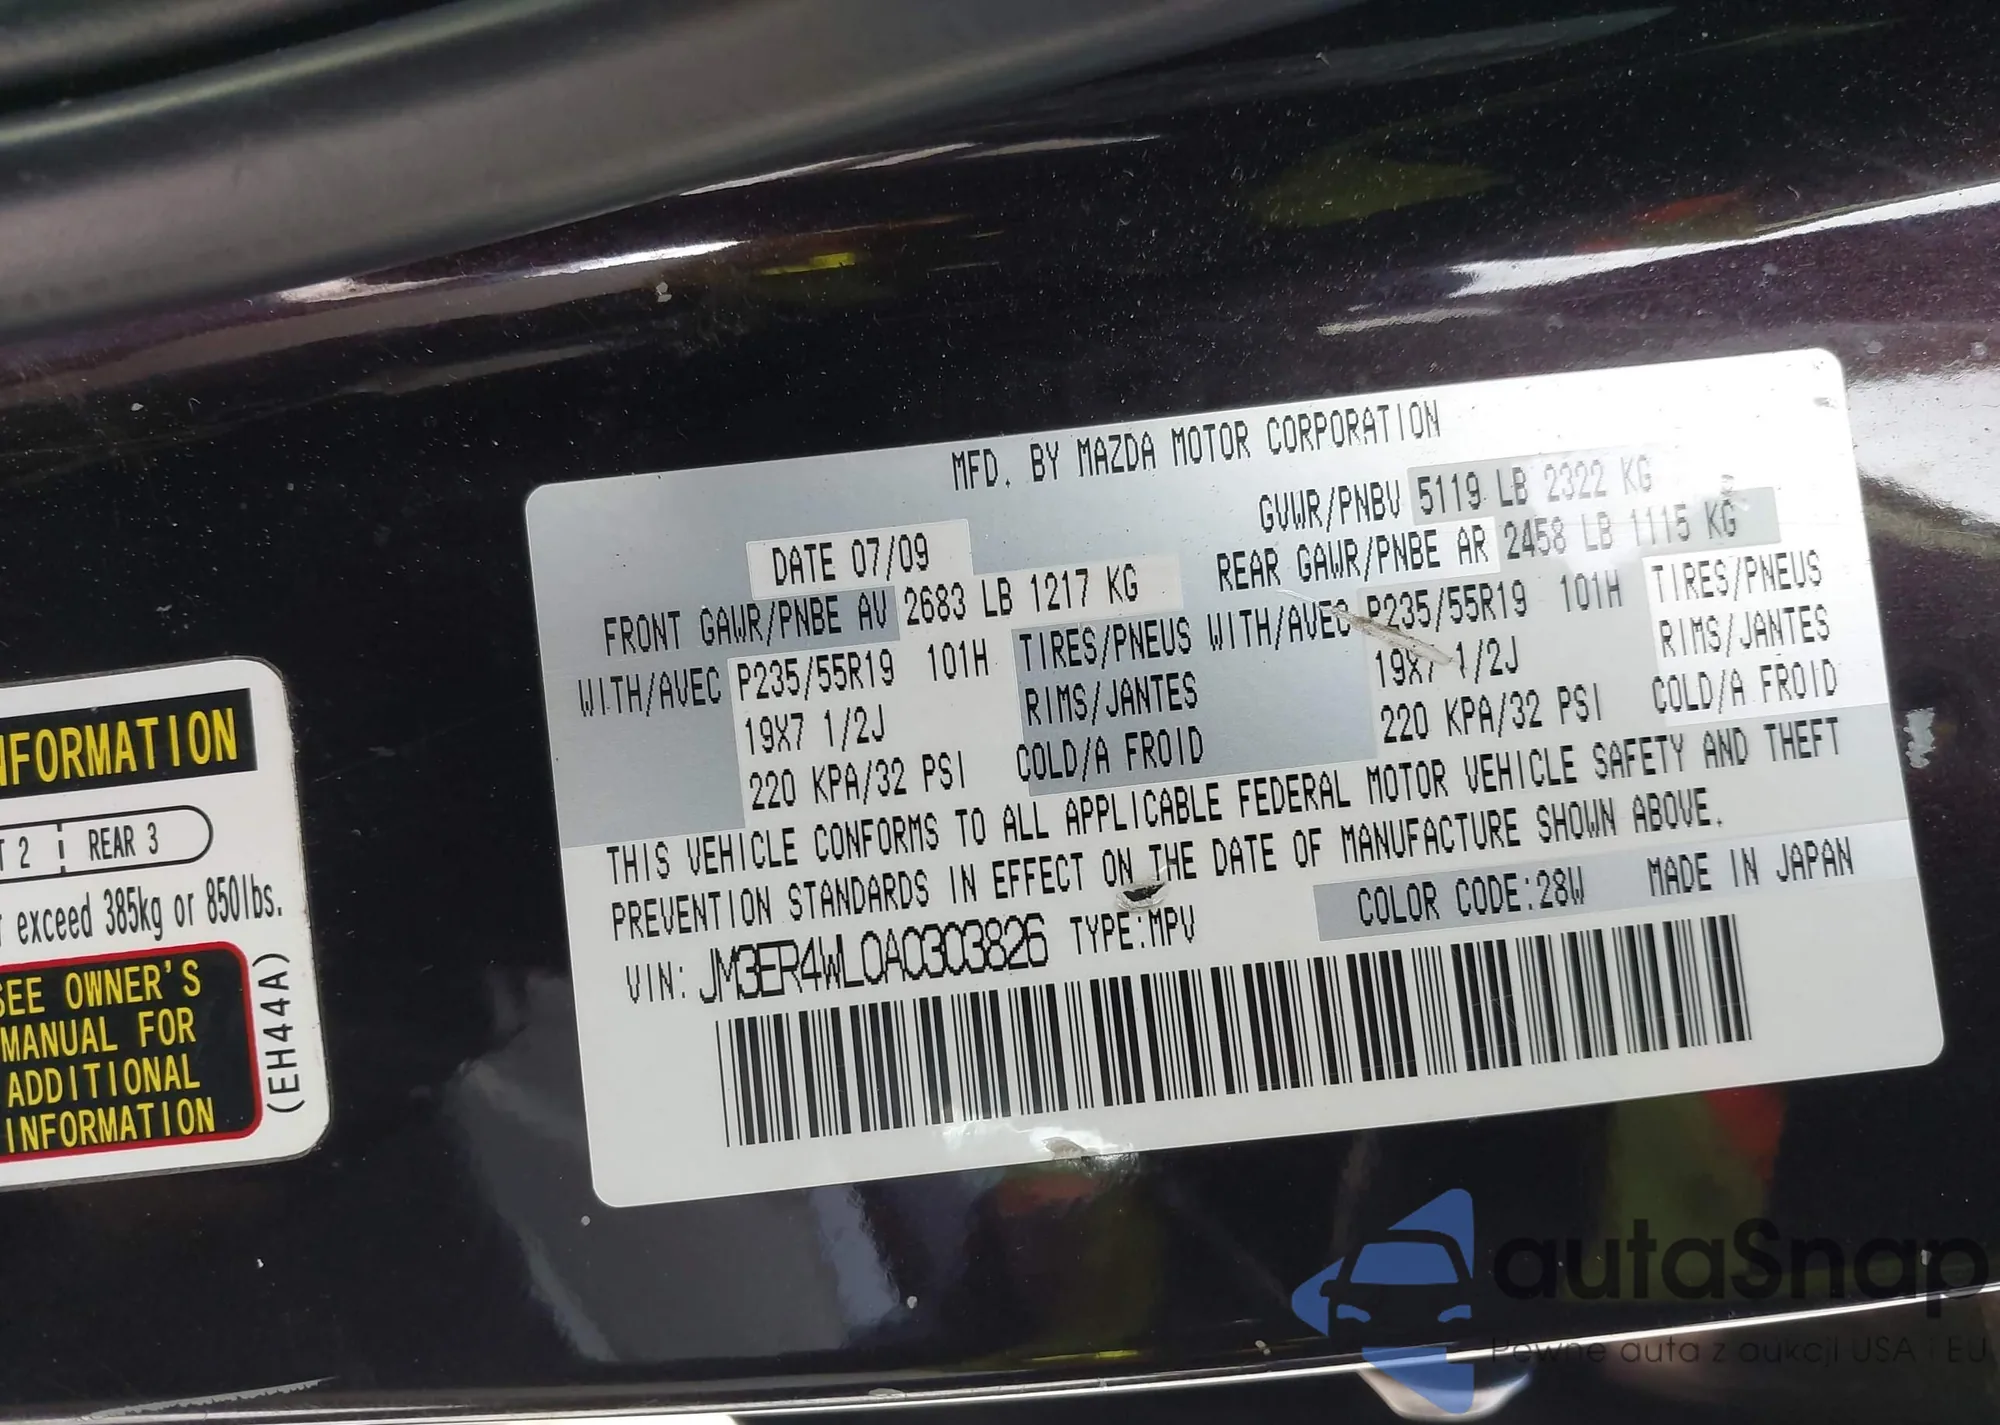 MFD. BY MAZDA MOTOR CORPORATION
GVWR/PNBV 5119 LB 2322 KG
DATE 07/09
REAR GAWR/PNBE AR 2458 LB 1115 KG
FRONT GAWR/PNBE AV 2683 LB 1217 KG
WITH/AVEC P235/55R19 101H TIRES/PNEUS
19X7 1/2J RIMS/JANTES
220 KPA/32 PSI COLD/A FROID
WITH/AVEC P235/55R19 101H TIRES/PNEUS
19X7 1/2J RIMS/JANTES
220 KPA/32 PSI COLD/A FROID
THIS VEHICLE CONFORMS TO ALL APPLICABLE FEDERAL MOTOR VEHICLE SAFETY AND THEFT
PREVENTION STANDARDS IN EFFECT ON THE DATE OF MANUFACTURE SHOWN ABOVE.
COLOR CODE:28W MADE IN JAPAN
VIN: JM3ER4WL0A0303826 TYPE:MPV
NFORMATION
T 2 REAR 3
r exceed 385kg or 850lbs.
SEE OWNER'S
MANUAL FOR
ADDITIONAL
INFORMATION
(EH44A)
autaSnap
Pewne auta z aukcji USA i EU